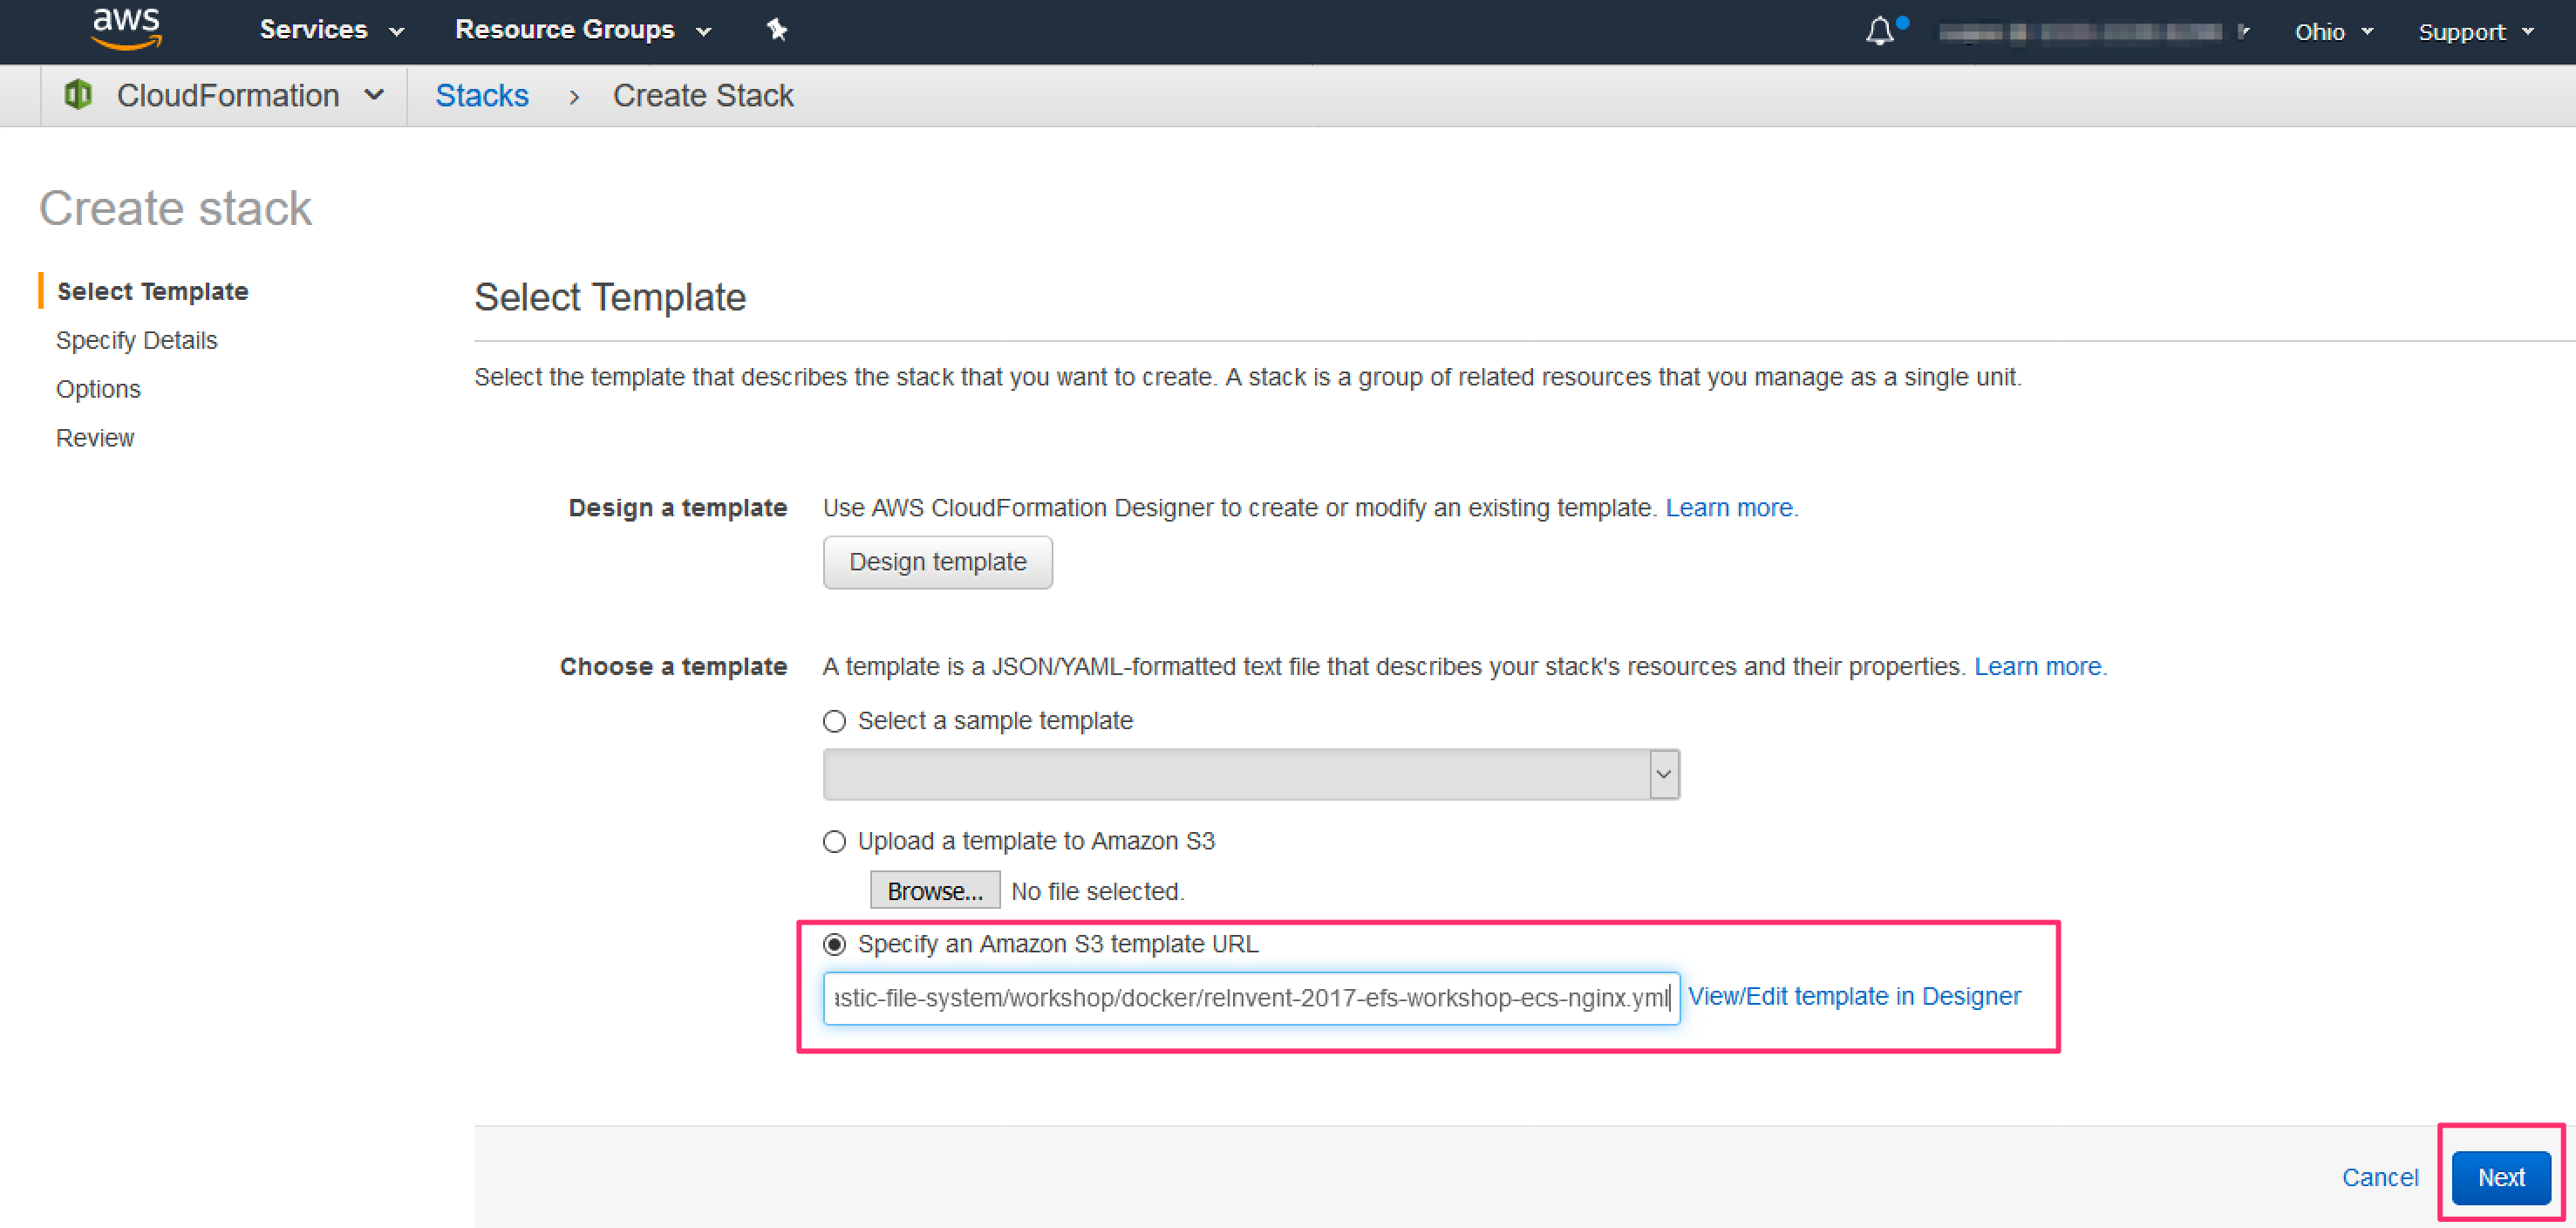 aws Services Resource Groups Ohio Support
CloudFormation Stacks > Create Stack
Create stack
Select Template
Specify Details
Options
Review
Select Template
Select the template that describes the stack that you want to create. A stack is a group of related resources that you manage as a single unit.
Design a template Use AWS CloudFormation Designer to create or modify an existing template. Learn more.
Design template
Choose a template A template is a JSON/YAML-formatted text file that describes your stack's resources and their properties. Learn more.
Select a sample template
Upload a template to Amazon S3
Browse... No file selected.
Specify an Amazon S3 template URL
astic-file-system/workshop/docker/reInvent-2017-efs-workshop-ecs-nginx.yml View/Edit template in Designer
Cancel Next